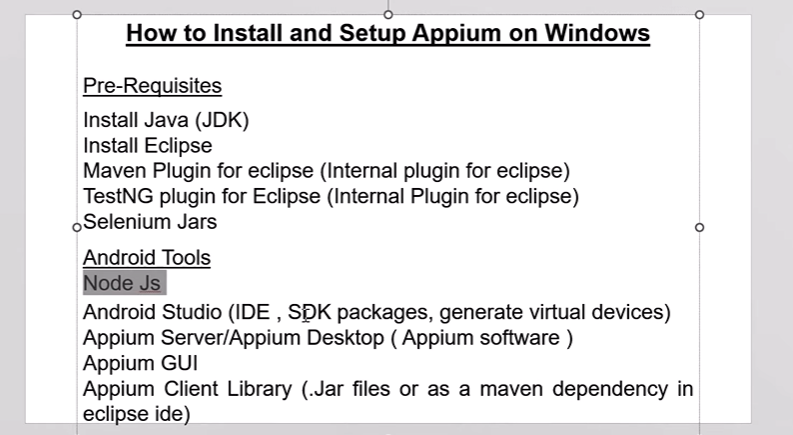 How to Install and Setup Appium on Windows
Pre-Requisites
Install Java (JDK)
Install Eclipse
Maven Plugin for eclipse (Internal plugin for eclipse)
TestNG plugin for Eclipse (Internal Plugin for eclipse)
Selenium Jars
Android Tools
Node Js
Android Studio (IDE , SDK packages, generate virtual devices)
Appium Server/Appium Desktop ( Appium software )
Appium GUI
Appium Client Library (.Jar files or as a maven dependency in
eclipse ide)